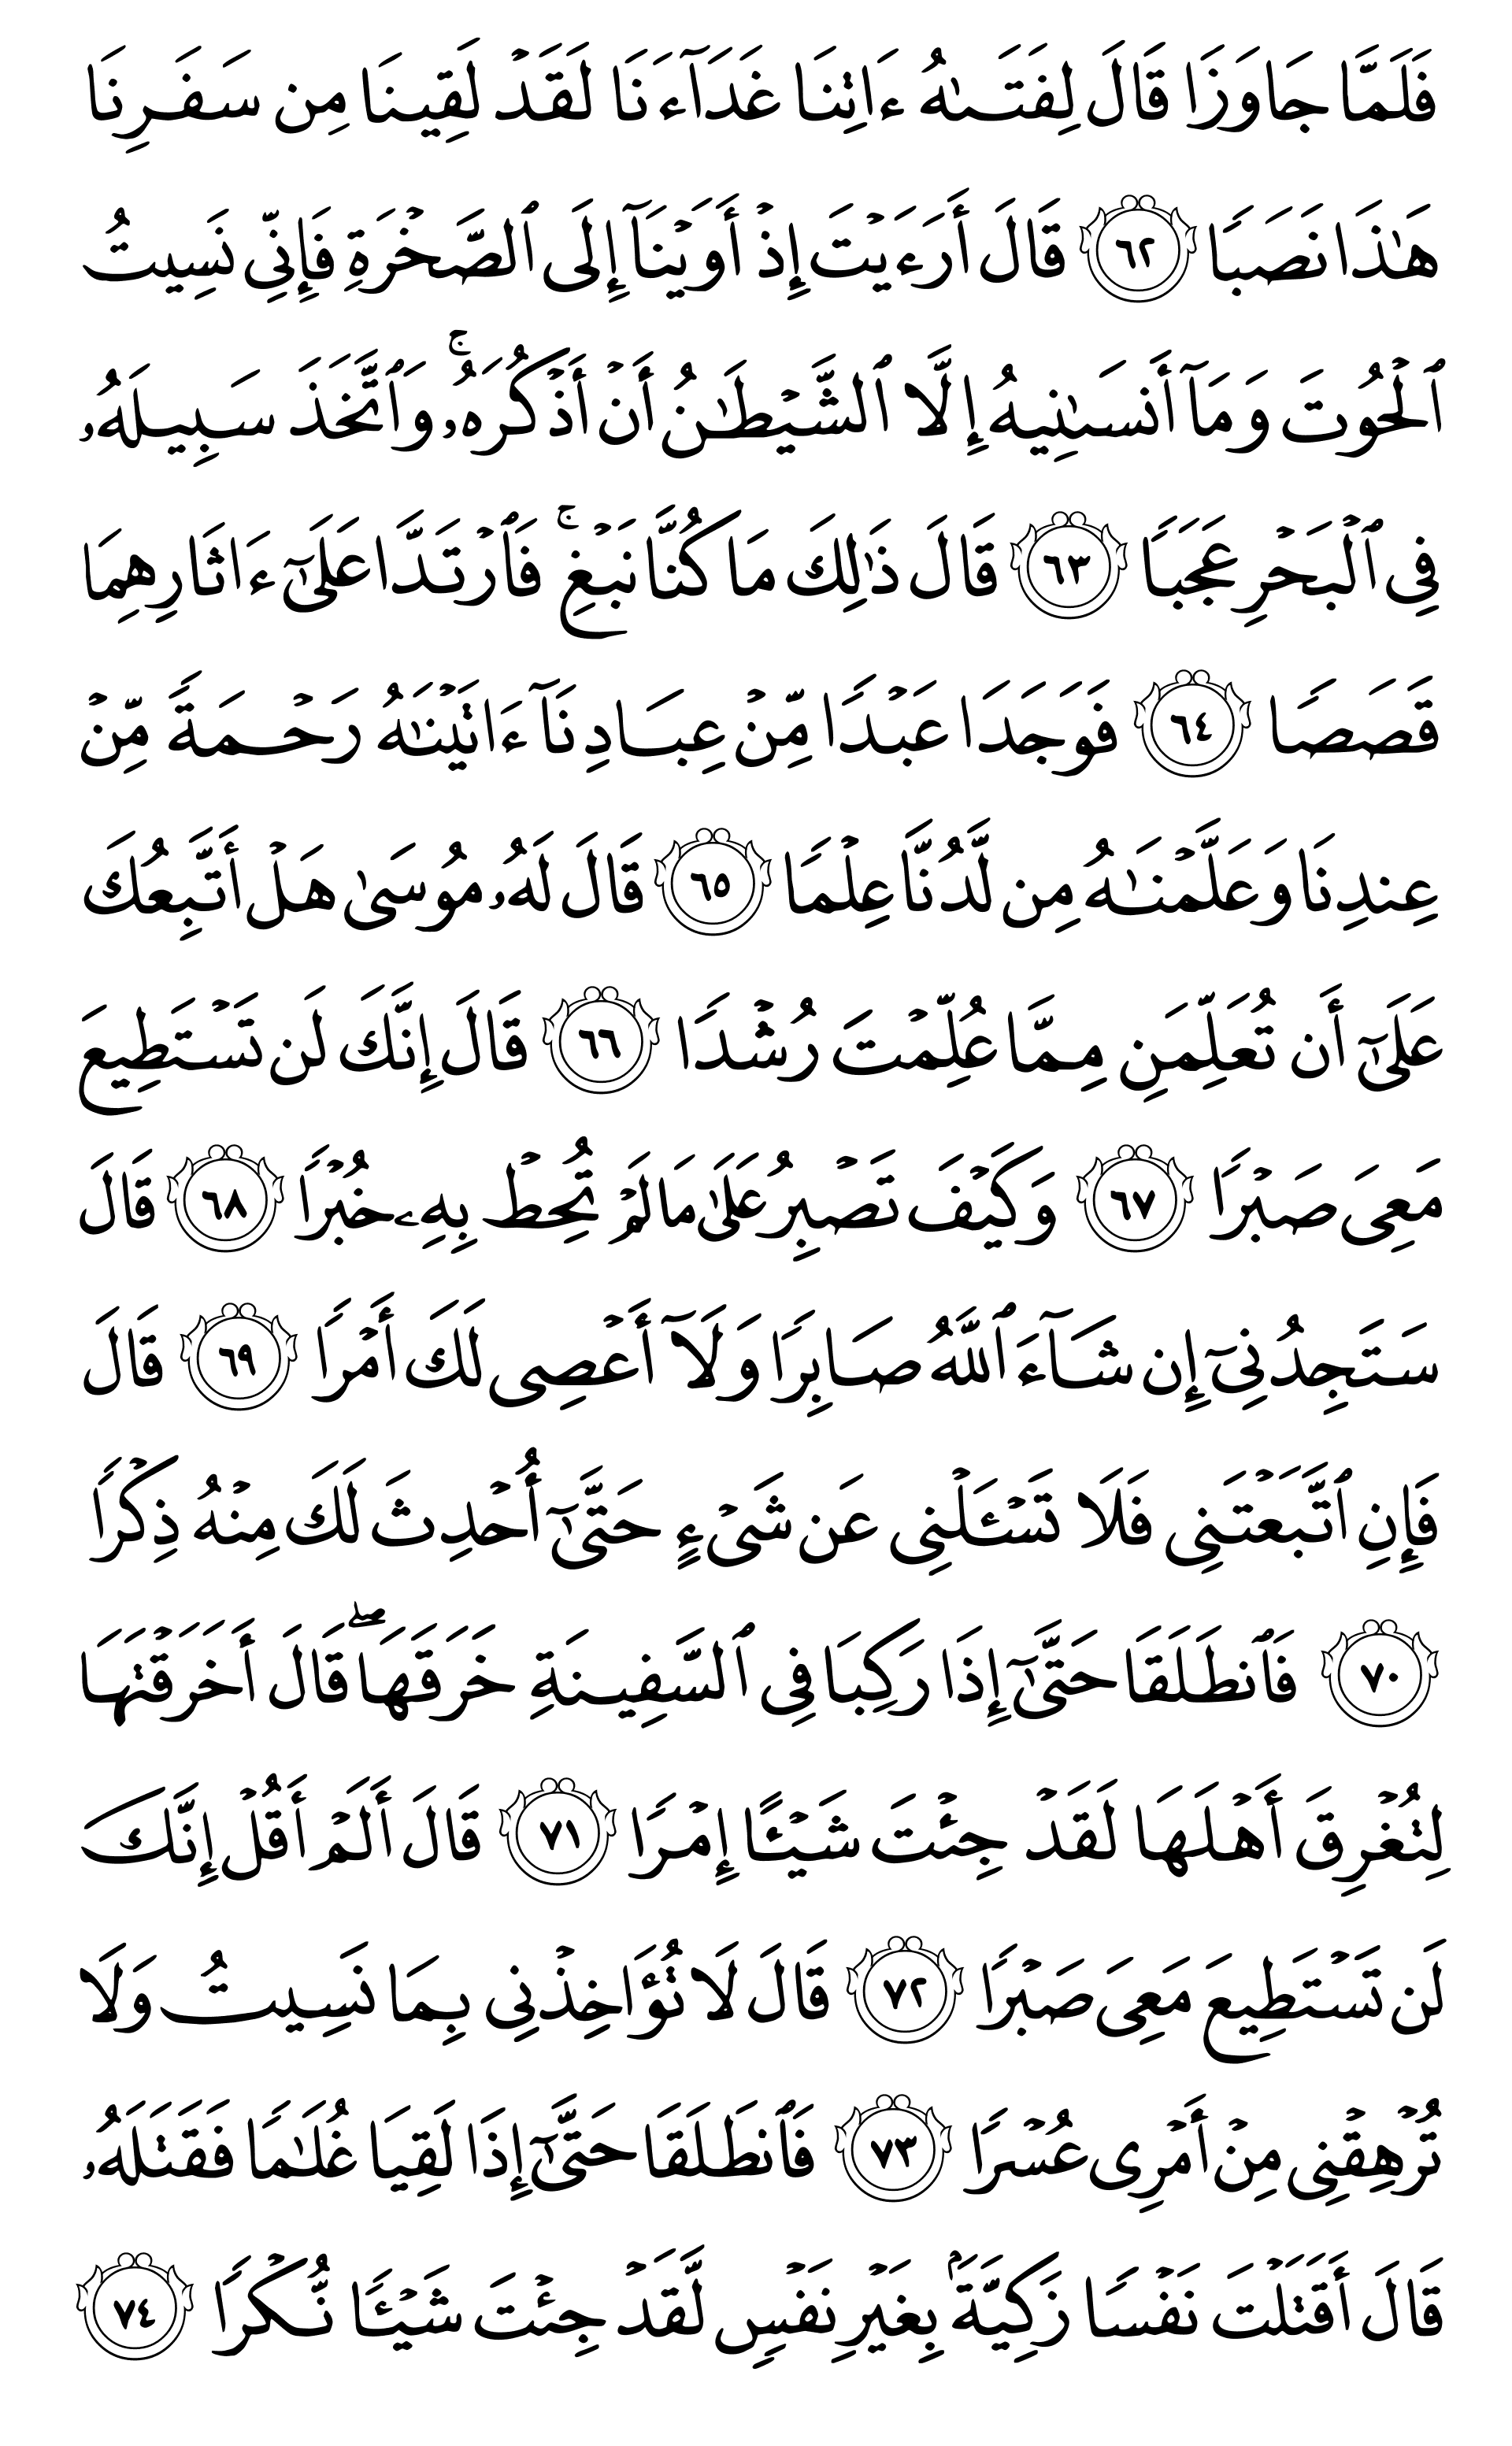 فَلَمَّا جَاوَزَا قَالَ لِفَتَىٰهُ ءَاتِنَا غَدَآءَنَا لَقَدۡ لَقِينَا مِن سَفَرِنَا
هَٰذَا نَصَبٗا ٦٢ قَالَ أَرَءَيۡتَ إِذۡ أَوَيۡنَآ إِلَى ٱلصَّخۡرَةِ فَإِنِّي نَسِيتُ
ٱلۡحُوتَ وَمَآ أَنسَىٰنِيهُ إِلَّا ٱلشَّيۡطَٰنُ أَنۡ أَذۡكُرَهُۥۚ وَٱتَّخَذَ سَبِيلَهُۥ
فِي ٱلۡبَحۡرِ عَجَبٗا ٦٣ قَالَ ذَٰلِكَ مَا كُنَّا نَبۡغِۚ فَٱرۡتَدَّا عَلَىٰٓ ءَاثَارِهِمَا
قَصَصٗا ٦٤ فَوَجَدَا عَبۡدٗا مِّنۡ عِبَادِنَآ ءَاتَيۡنَٰهُ رَحۡمَةٗ مِّنۡ
عِندِنَا وَعَلَّمۡنَٰهُ مِن لَّدُنَّا عِلۡمٗا ٦٥ قَالَ لَهُۥ مُوسَىٰ هَلۡ أَتَّبِعُكَ
عَلَىٰٓ أَن تُعَلِّمَنِ مِمَّا عُلِّمۡتَ رُشۡدٗا ٦٦ قَالَ إِنَّكَ لَن تَسۡتَطِيعَ
مَعِيَ صَبۡرٗا ٦٧ وَكَيۡفَ تَصۡبِرُ عَلَىٰ مَا لَمۡ تُحِطۡ بِهِۦ خُبۡرٗا ٦٨ قَالَ
سَتَجِدُنِيٓ إِن شَآءَ ٱللَّهُ صَابِرٗا وَلَآ أَعۡصِي لَكَ أَمۡرٗا ٦٩ قَالَ
فَإِنِ ٱتَّبَعۡتَنِي فَلَا تَسۡـَٔلۡنِي عَن شَيۡءٍ حَتَّىٰٓ أُحۡدِثَ لَكَ مِنۡهُ ذِكۡرٗا
٧٠ فَٱنطَلَقَا حَتَّىٰٓ إِذَا رَكِبَا فِي ٱلسَّفِينَةِ خَرَقَهَاۖ قَالَ أَخَرَقۡتَهَا
لِتُغۡرِقَ أَهۡلَهَا لَقَدۡ جِئۡتَ شَيۡـًٔا إِمۡرٗا ٧١ قَالَ أَلَمۡ أَقُلۡ إِنَّكَ
لَن تَسۡتَطِيعَ مَعِيَ صَبۡرٗا ٧٢ قَالَ لَا تُؤَاخِذۡنِي بِمَا نَسِيتُ وَلَا
تُرۡهِقۡنِي مِنۡ أَمۡرِي عُسۡرٗا ٧٣ فَٱنطَلَقَا حَتَّىٰٓ إِذَا لَقِيَا غُلَٰمٗا فَقَتَلَهُۥ
قَالَ أَقَتَلۡتَ نَفۡسٗا زَكِيَّةَۢ بِغَيۡرِ نَفۡسٖ لَّقَدۡ جِئۡتَ شَيۡـٔٗا نُّكۡرٗا ٧٤